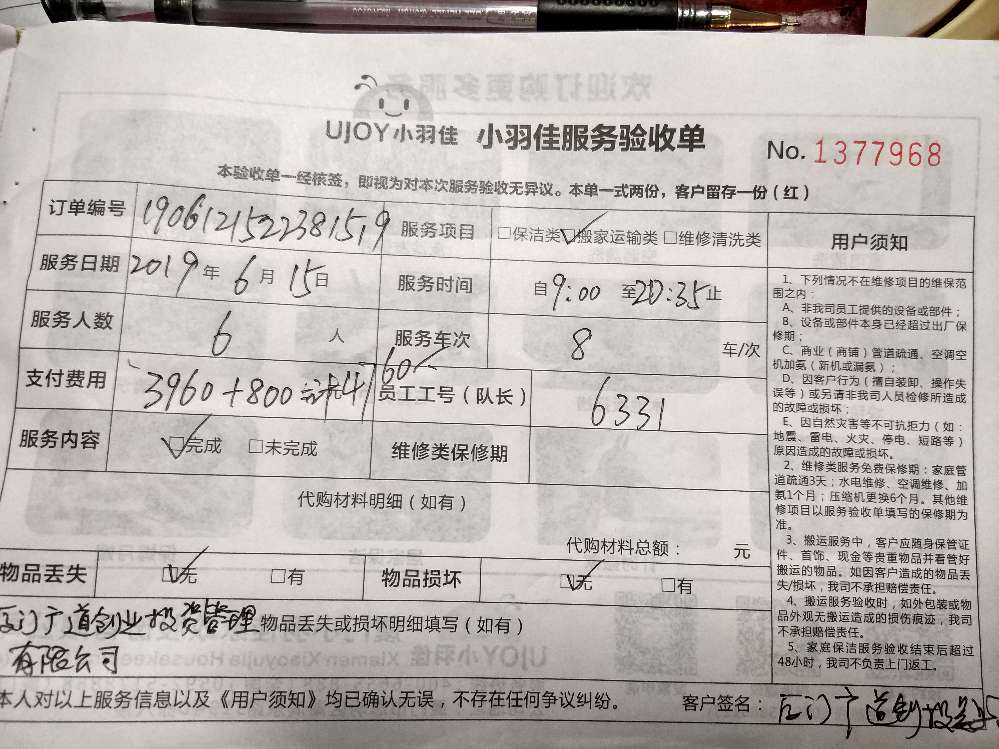 UJOY小羽佳 小羽佳服务验收单 No. 1377968
本验收单一经核签，即视为对本次服务验收无异议。本单一式两份，客户留存一份（红）
订单编号 1906121522381519 服务项目 □保洁类 ☑搬家运输类 □维修清洗类
服务日期 2019年6月15日 服务时间 自9:00至20:35止
服务人数 6人 服务车次 8 车/次
支付费用 3960+800 4160 员工工号（队长） 6331
服务内容 ☑完成 □未完成 维修类保修期
代购材料明细（如有）
代购材料总额： 元
物品丢失 ☑无 □有 物品损坏 ☑无 □有
物品丢失或损坏明细填写（如有）
厦门广道创业投资管理
有限公司
本人对以上服务信息以及《用户须知》均已确认无误，不存在任何争议纠纷。 客户签名： 厦门广道创投
用户须知
1、下列情况不在维修项目的维保范
围之内：
A、非我司员工提供的设备或部件；
B、设备或部件本身已经超过出厂保
修期；
C、商业（商铺）管道疏通、空调空
机加氨（新机或漏氨）；
D、因客户行为（擅自装卸、操作失
误等）或另请非我司人员检修所造成
的故障或损坏；
E、因自然灾害等不可抗拒力（如：
地震、雷电、火灾、停电、短路等）
原因造成的故障或损坏。
2、维修类服务免费保修期：家庭管
道疏通3天；水电维修、空调维修、加
氨1个月；压缩机更换6个月。其他维
修项目以服务验收单填写的保修期为
准。
3、搬运服务中，客户应随身保管证
件、首饰、现金等贵重物品并看管好
搬运的物品。如因客户造成的物品丢
失/损坏，我司不承担赔偿责任。
4、搬运服务验收时，如外包装或物
品外观无搬运造成的损伤痕迹，我司
不承担赔偿责任。
5、家庭保洁服务验收结束后超过
48小时，我司不负责上门返工。